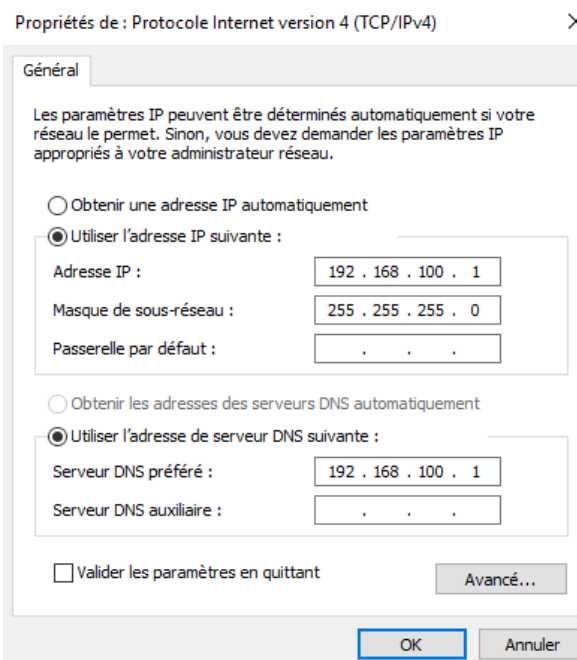 Propriétés de : Protocole Internet version 4 (TCP/IPv4)
Général
Les paramètres IP peuvent être déterminés automatiquement si votre
réseau le permet. Sinon, vous devez demander les paramètres IP
appropriés à votre administrateur réseau.
Obtenir une adresse IP automatiquement
Utiliser l'adresse IP suivante :
Adresse IP : 192 . 168 . 100 . 1
Masque de sous-réseau : 255 . 255 . 255 . 0
Passerelle par défaut : . . .
Obtenir les adresses des serveurs DNS automatiquement
Utiliser l'adresse de serveur DNS suivante :
Serveur DNS préféré : 192 . 168 . 100 . 1
Serveur DNS auxiliaire : . . .
Valider les paramètres en quittant
Avancé...
OK Annuler